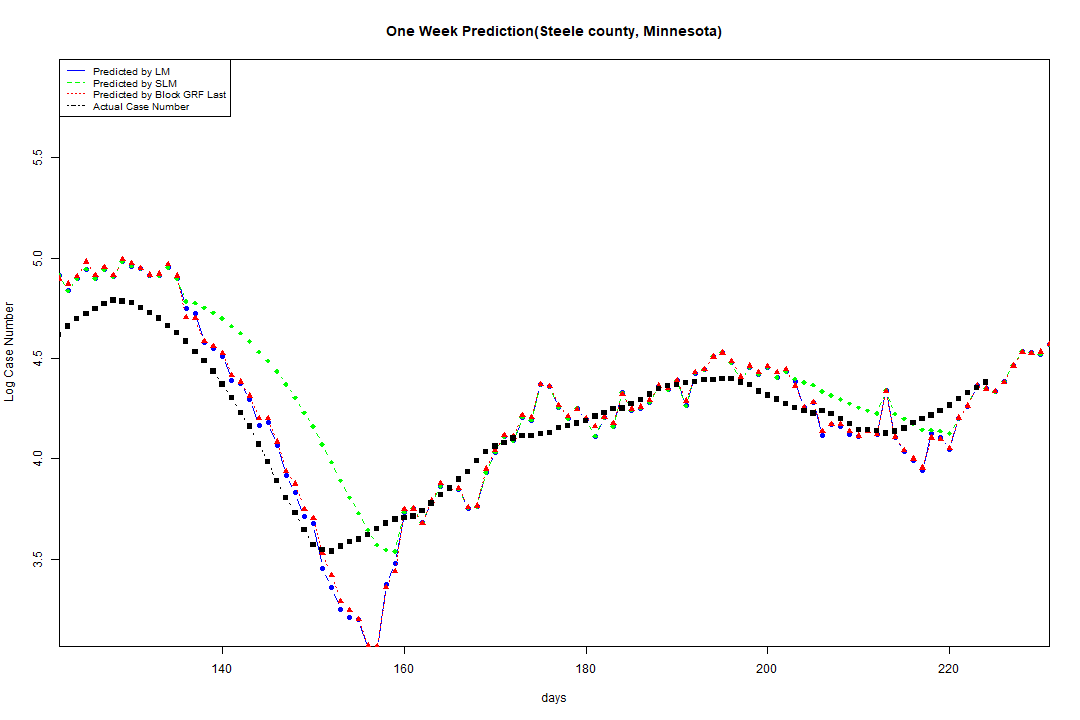 One Week Prediction(Steele county, Minnesota)
Predicted by LM
Predicted by SLM
Predicted by Block GRF Last
Actual Case Number
Log Case Number
5.5
5.0
4.5
4.0
3.5
140 160 180 200 220
days